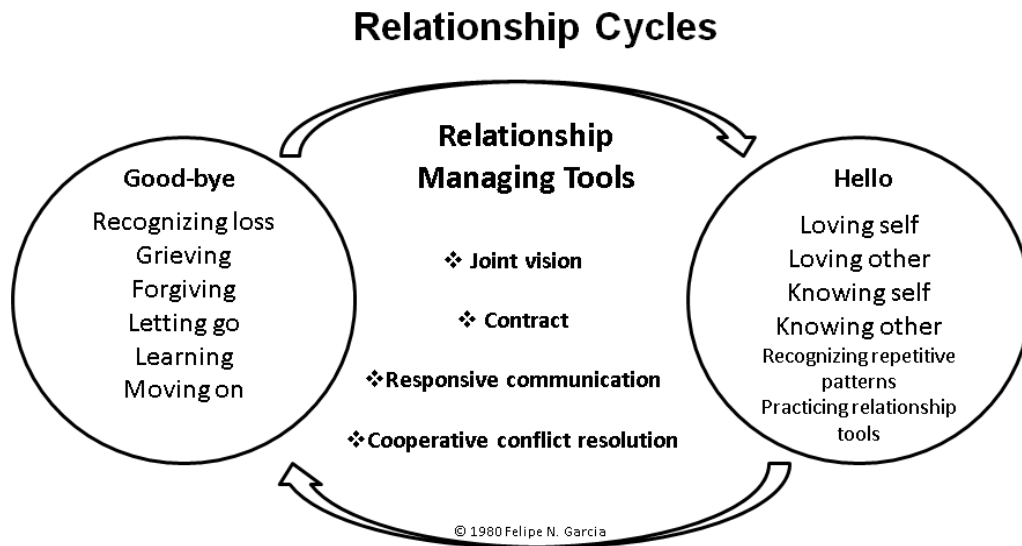 Relationship Cycles
Relationship
Managing Tools
Good-bye
Recognizing loss
Grieving
Forgiving
Letting go
Learning
Moving on
❖ Joint vision
❖ Contract
❖Responsive communication
❖Cooperative conflict resolution
Hello
Loving self
Loving other
Knowing self
Knowing other
Recognizing repetitive
patterns
Practicing relationship
tools
© 1980 Felipe N. Garcia